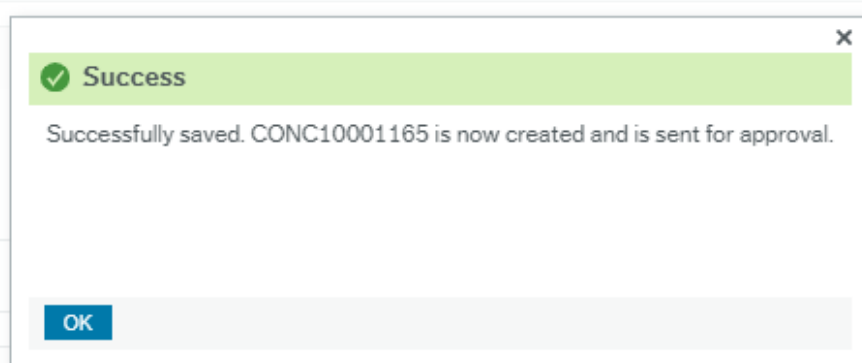 Success
Successfully saved. CONC10001165 is now created and is sent for approval.
OK